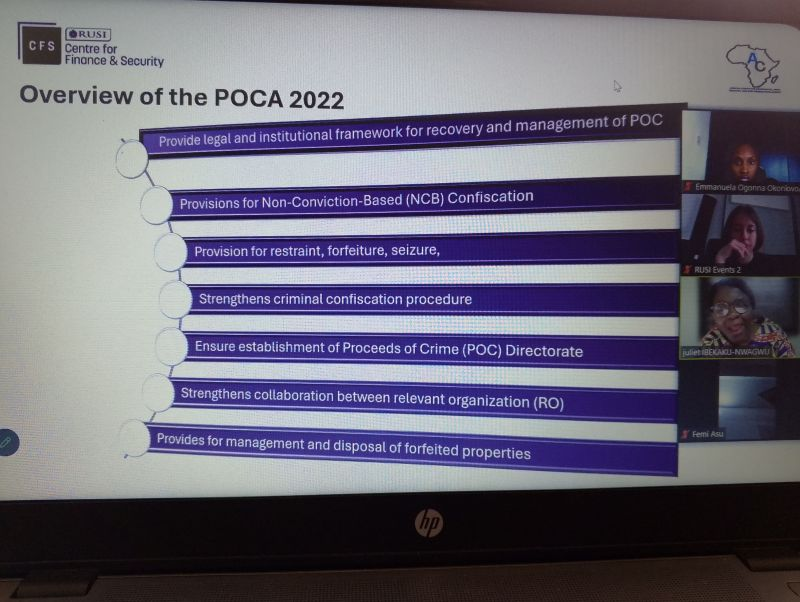 CFS
RUSI
Centre for
Finance & Security
AC
Overview of the POCA 2022
Provide legal and institutional framework for recovery and management of POC
Provisions for Non-Conviction-Based (NCB) Confiscation
Provision for restraint, forfeiture, seizure,
Strengthens criminal confiscation procedure
Ensure establishment of Proceeds of Crime (POC) Directorate
Strengthens collaboration between relevant organization (RO)
Provides for management and disposal of forfeited properties
Emmanuela Ogonna
RUSI Events 2
Juliet IBEKAKU-NWAGWU
Femi Asu
hp